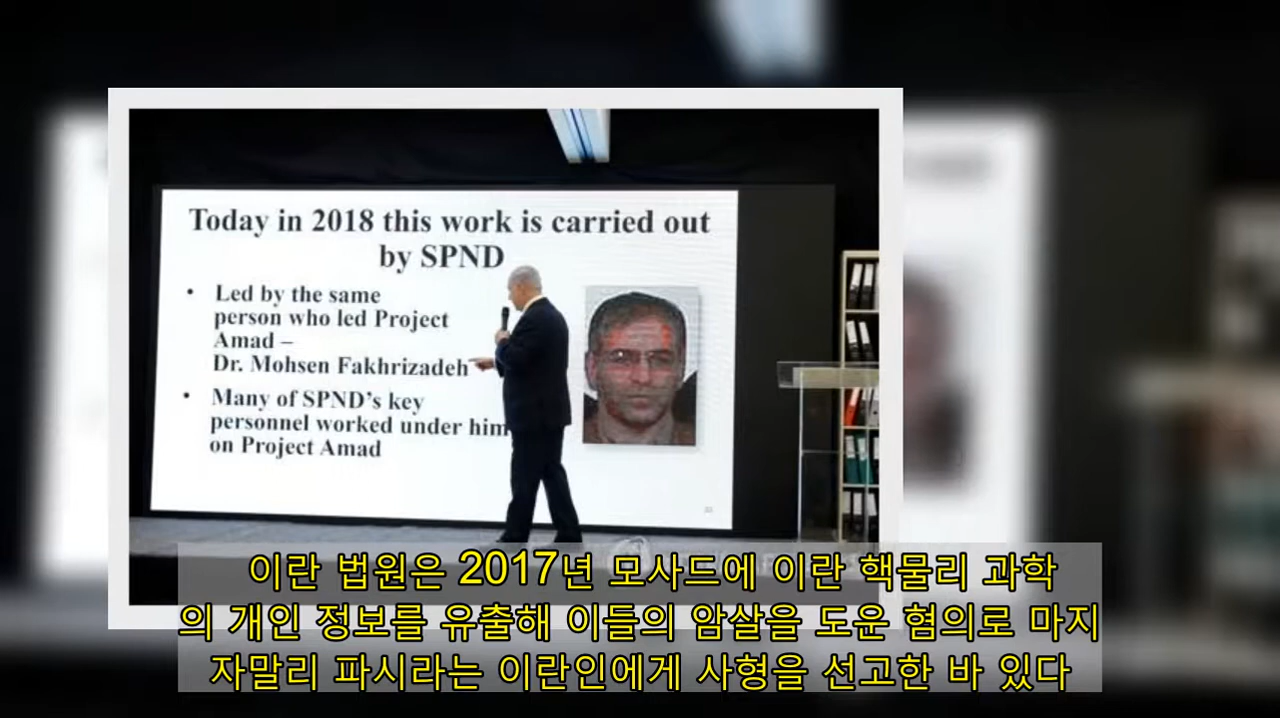 Today in 2018 this work is carried out
by SPND
• Led by the same
person who led Project
Amad –
Dr. Mohsen Fakhrizadeh
• Many of SPND's key
personnel worked under him
on Project Amad
이란 법원은 2017년 모사드에 이란 핵물리 과학
의 개인 정보를 유출해 이들의 암살을 도운 혐의로 마지
자말리 파시라는 이란인에게 사형을 선고한 바 있다